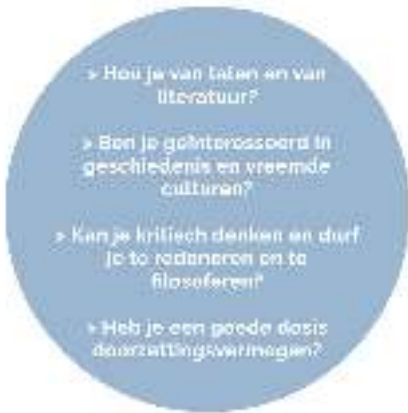 » Hou je van talen en van
literatuur?
» Ben je geïnteresseerd in
geschiedenis en vreemde
culturen?
» Kan je kritisch denken en durf
je te redeneren en te
filosoferen?
» Heb je een goede dosis
doorzettingsvermogen?